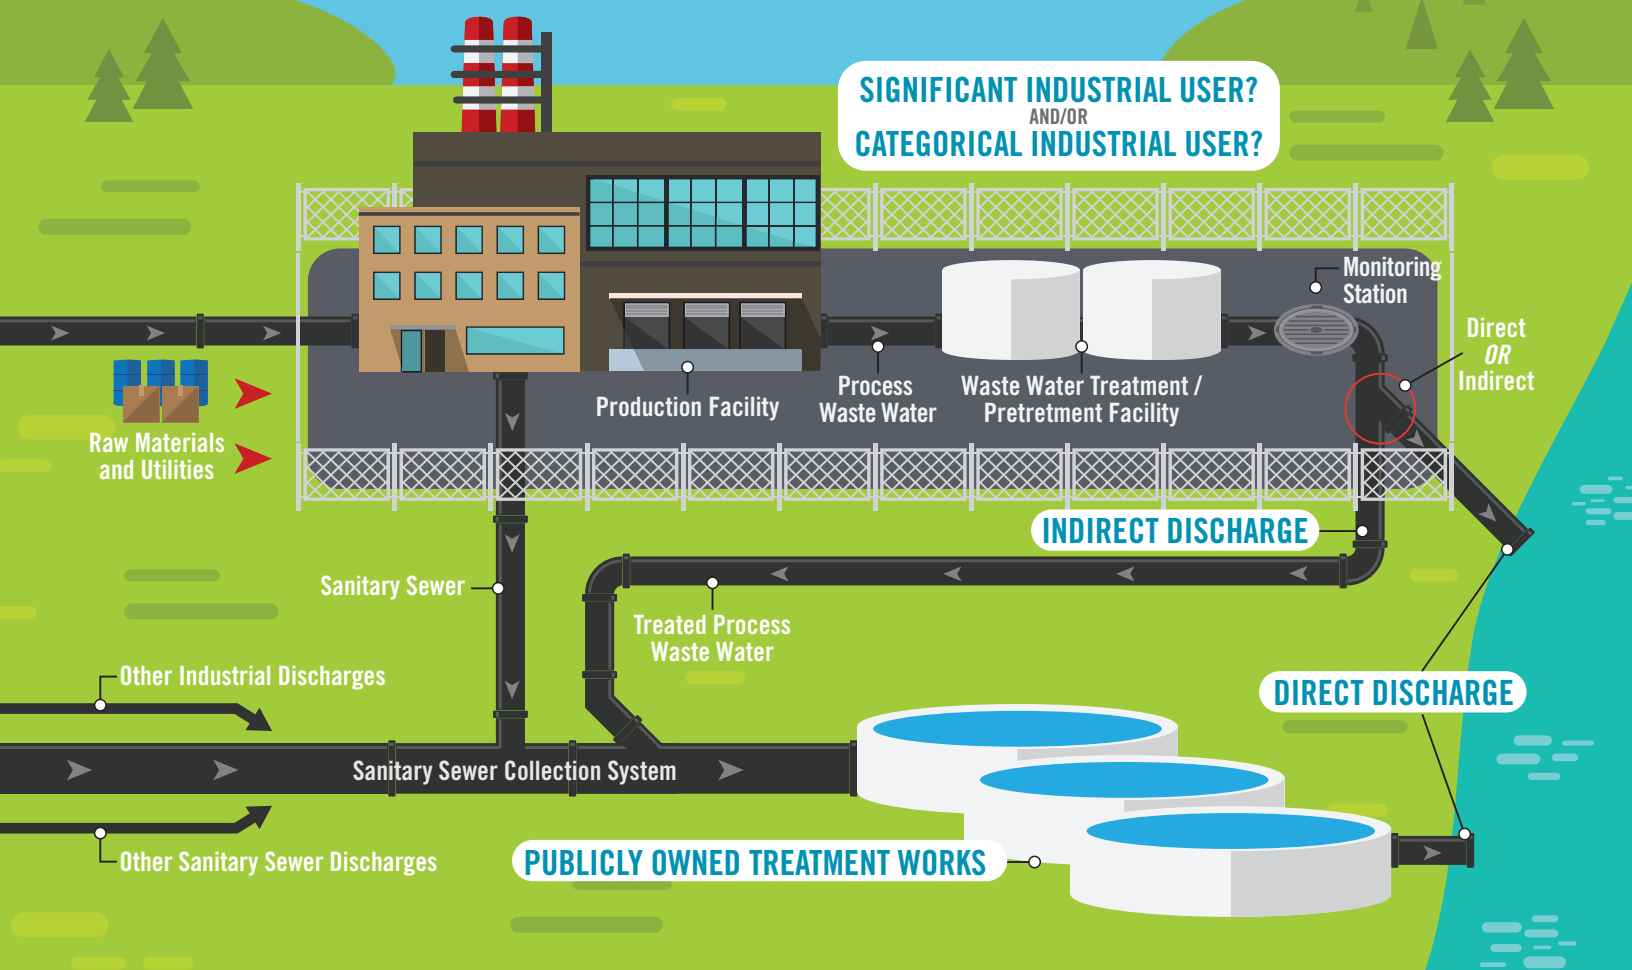 SIGNIFICANT INDUSTRIAL USER?
AND/OR
CATEGORICAL INDUSTRIAL USER?
Monitoring
Station
Direct
OR
Indirect
Production Facility
Process
Waste Water
Waste Water Treatment /
Pretretment Facility
Raw Materials
and Utilities
INDIRECT DISCHARGE
Sanitary Sewer
Treated Process
Waste Water
Other Industrial Discharges
DIRECT DISCHARGE
Sanitary Sewer Collection System
Other Sanitary Sewer Discharges
PUBLICLY OWNED TREATMENT WORKS